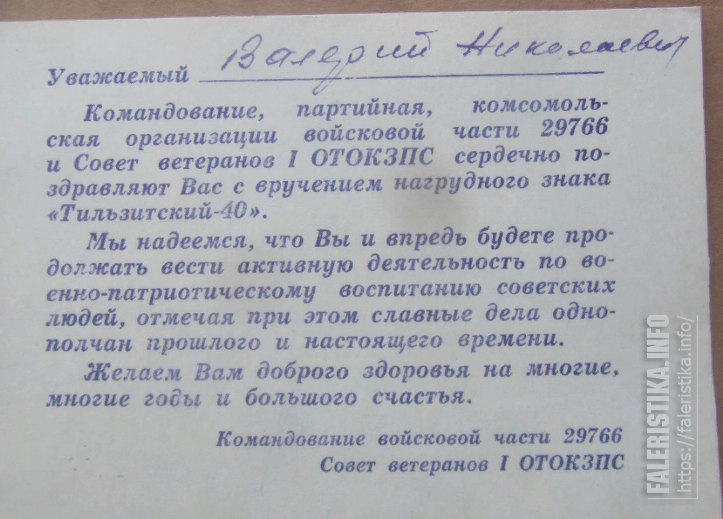 Уважаемый Валерий Николаевич
Командование, партийная, комсомоль-
ская организации войсковой части 29766
и Совет ветеранов I ОТОКЗПС сердечно по-
здравляют Вас с вручением нагрудного знака
«Тильзитский-40».
Мы надеемся, что Вы и впредь будете про-
должать вести активную деятельность по во-
енно-патриотическому воспитанию советских
людей, отмечая при этом славные дела одно-
полчан прошлого и настоящего времени.
Желаем Вам доброго здоровья на многие,
многие годы и большого счастья.
Командование войсковой части 29766
Совет ветеранов I ОТОКЗПС
FALERISTIKA.INFO
https://faleristika.info/